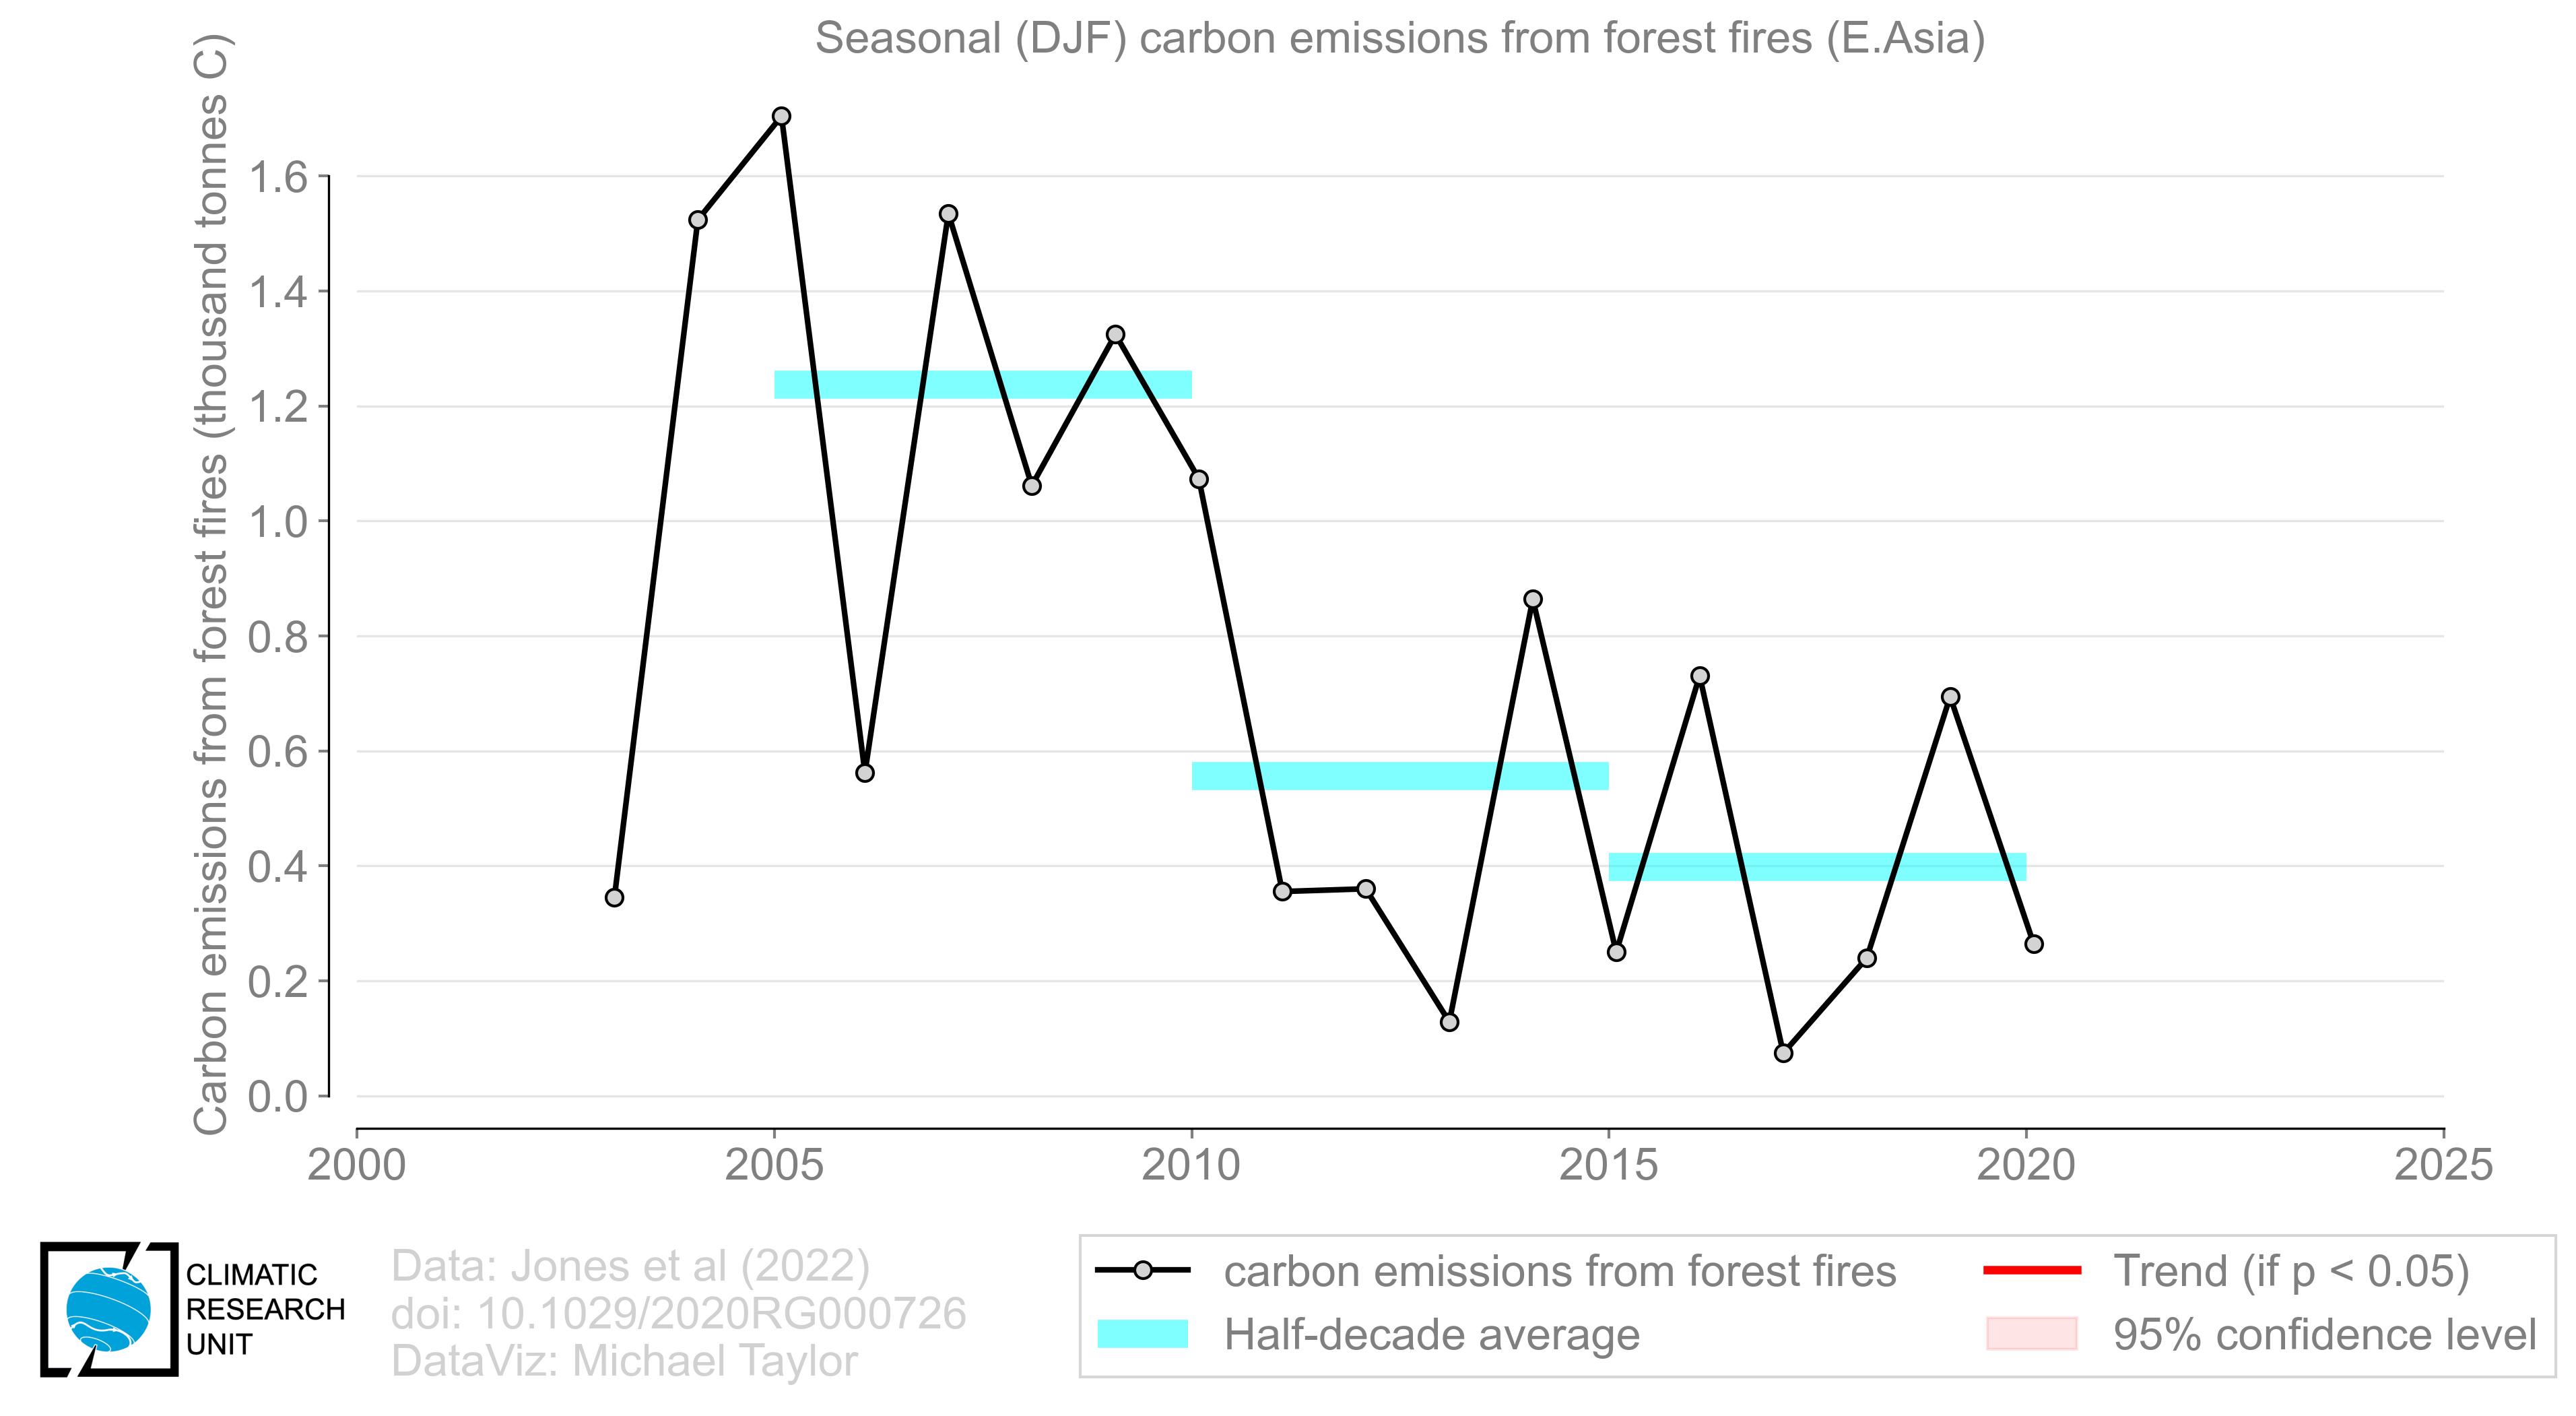 Seasonal (DJF) carbon emissions from forest fires (E.Asia)
Carbon emissions from forest fires (thousand tonnes C)
1.6
1.4
1.2
1.0
0.8
0.6
0.4
0.2
0.0
2000 2005 2010 2015 2020 2025
CLIMATIC
RESEARCH
UNIT
Data: Jones et al (2022)
doi: 10.1029/2020RG000726
DataViz: Michael Taylor
carbon emissions from forest fires
Half-decade average
Trend (if p < 0.05)
95% confidence level